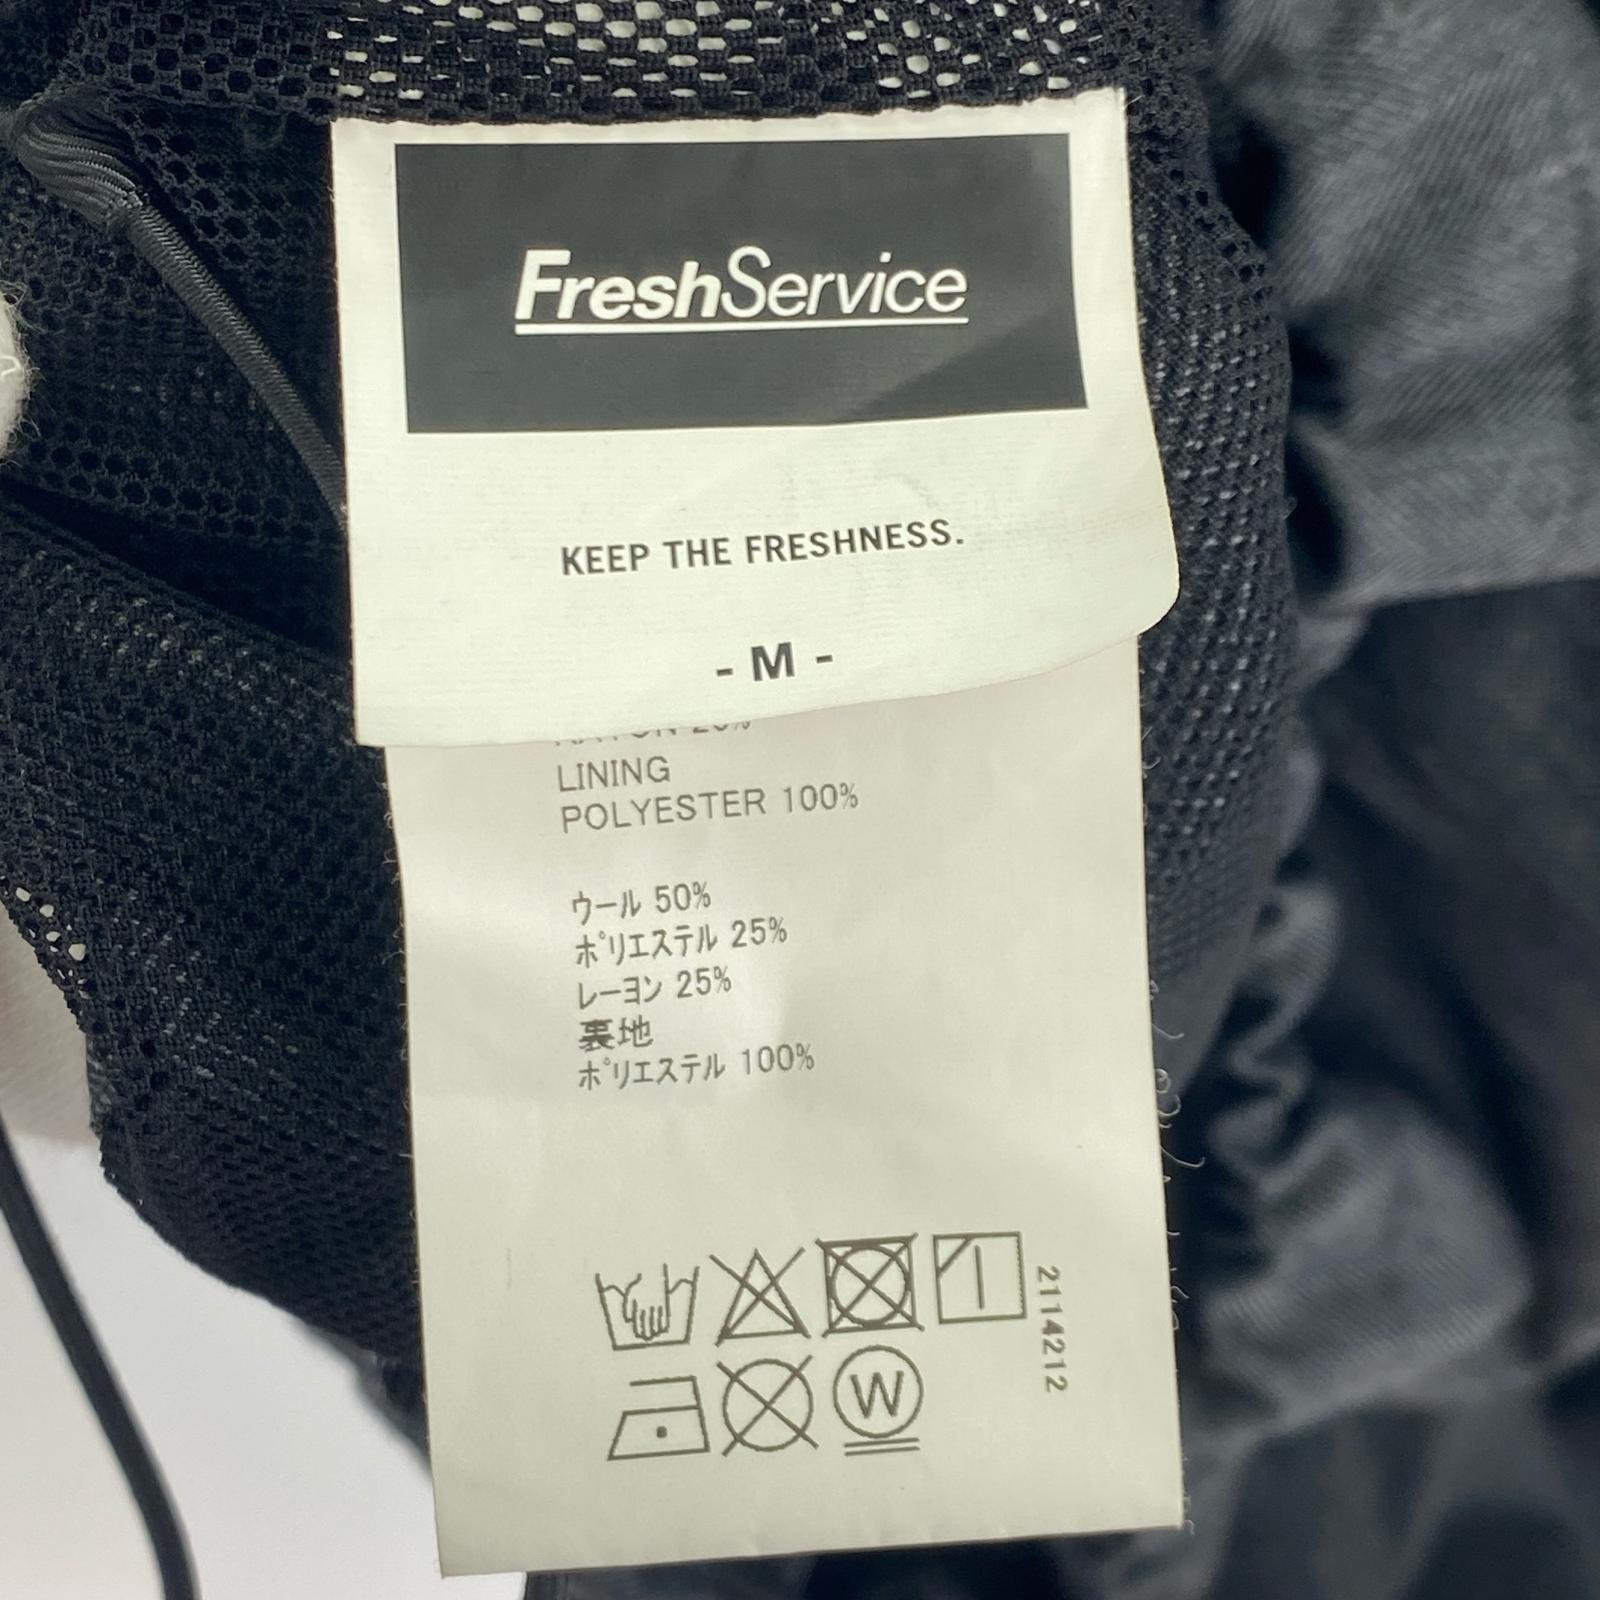 FreshService
KEEP THE FRESHNESS.
- M -
LINING
POLYESTER 100%
ウール 50%
ポリエステル 25%
レーヨン 25%
裏地
ポリエステル 100%
2114212
W